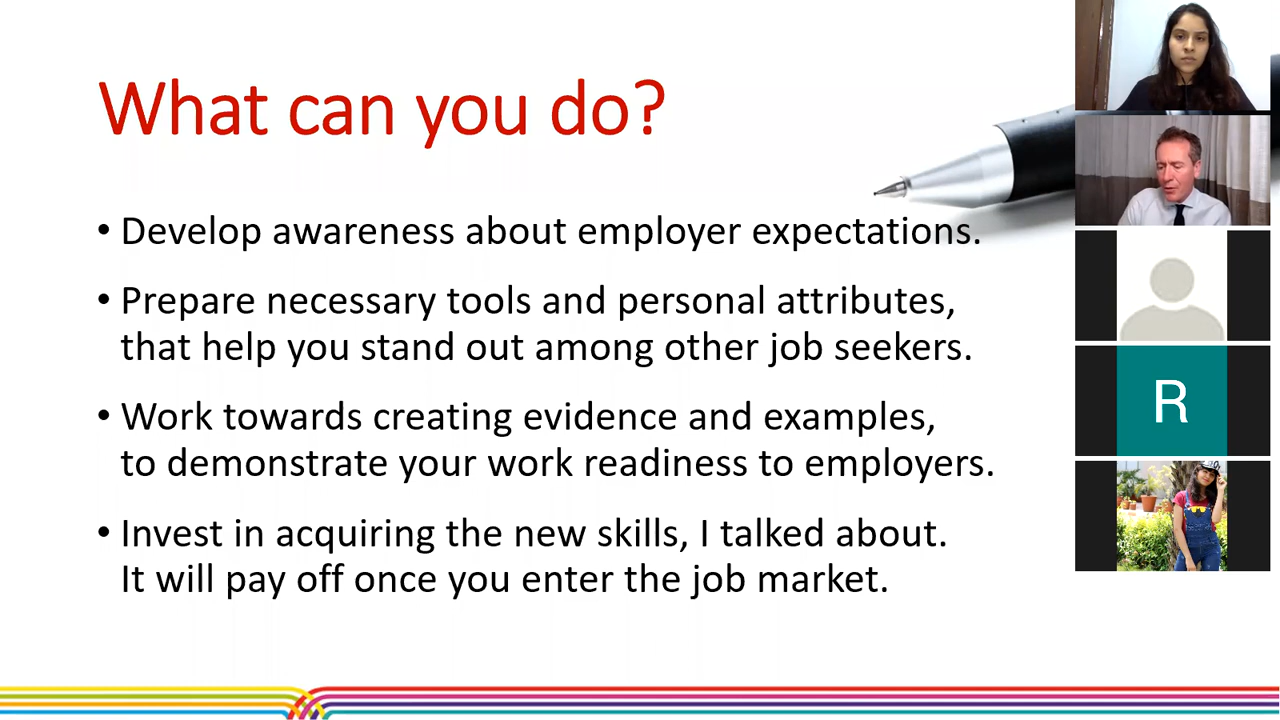 What can you do?
• Develop awareness about employer expectations.
• Prepare necessary tools and personal attributes,
that help you stand out among other job seekers.
• Work towards creating evidence and examples,
to demonstrate your work readiness to employers.
• Invest in acquiring the new skills, I talked about.
It will pay off once you enter the job market.
R